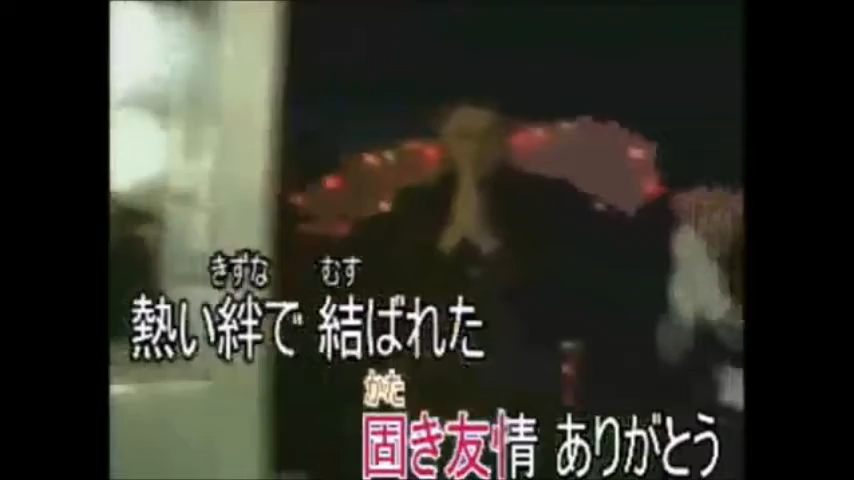 きずな むす
熱い絆で 結ばれた
かた
固き友情 ありがとう